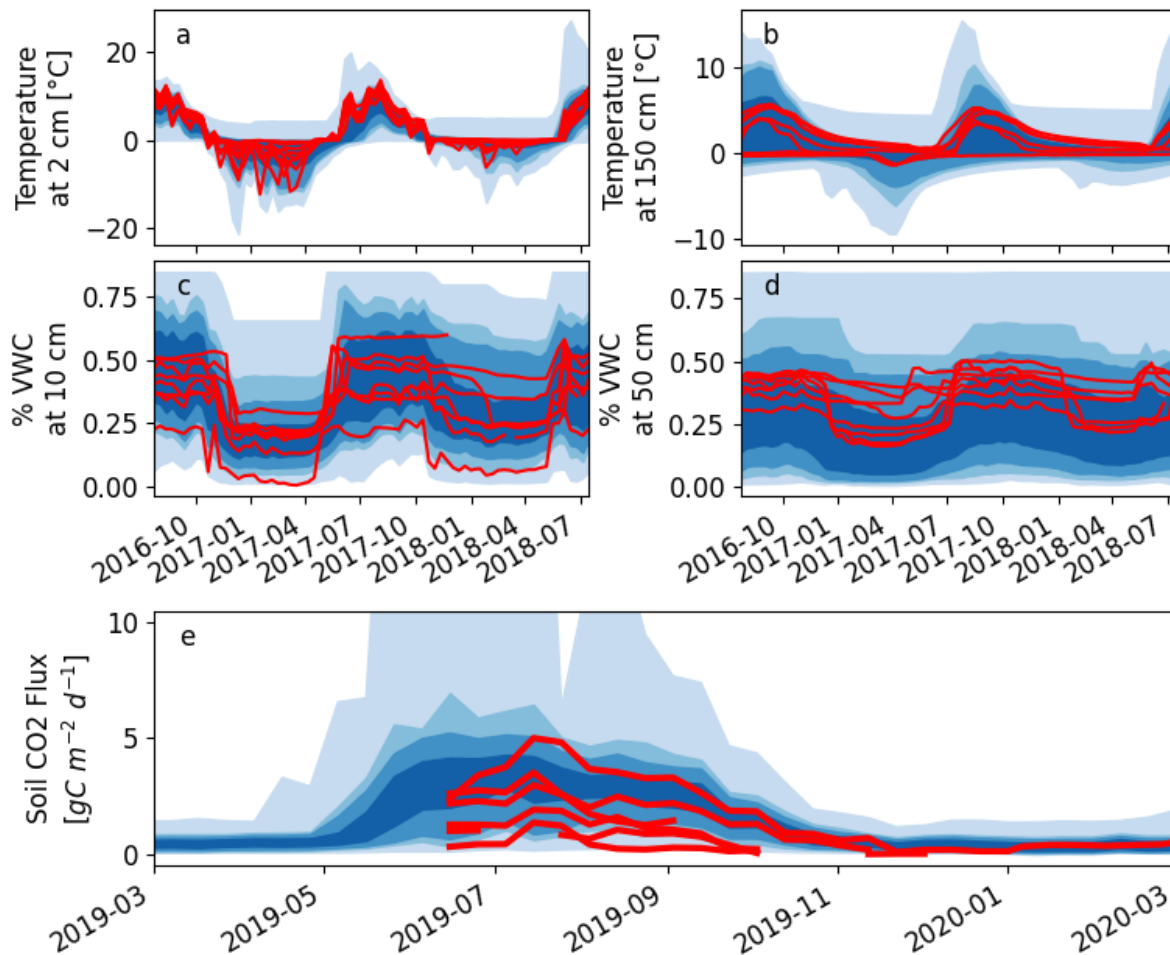 a
Temperature
at 2 cm [°C]
20
0
−20
b
Temperature
at 150 cm [°C]
10
0
−10
c
% VWC
at 10 cm
0.75
0.50
0.25
0.00
2016-10
2017-01
2017-04
2017-07
2017-10
2018-01
2018-04
2018-07
d
% VWC
at 50 cm
0.75
0.50
0.25
0.00
2016-10
2017-01
2017-04
2017-07
2017-10
2018-01
2018-04
2018-07
e
Soil CO2 Flux
[gC m⁻² d⁻¹]
10
5
0
2019-03
2019-05
2019-07
2019-09
2019-11
2020-01
2020-03